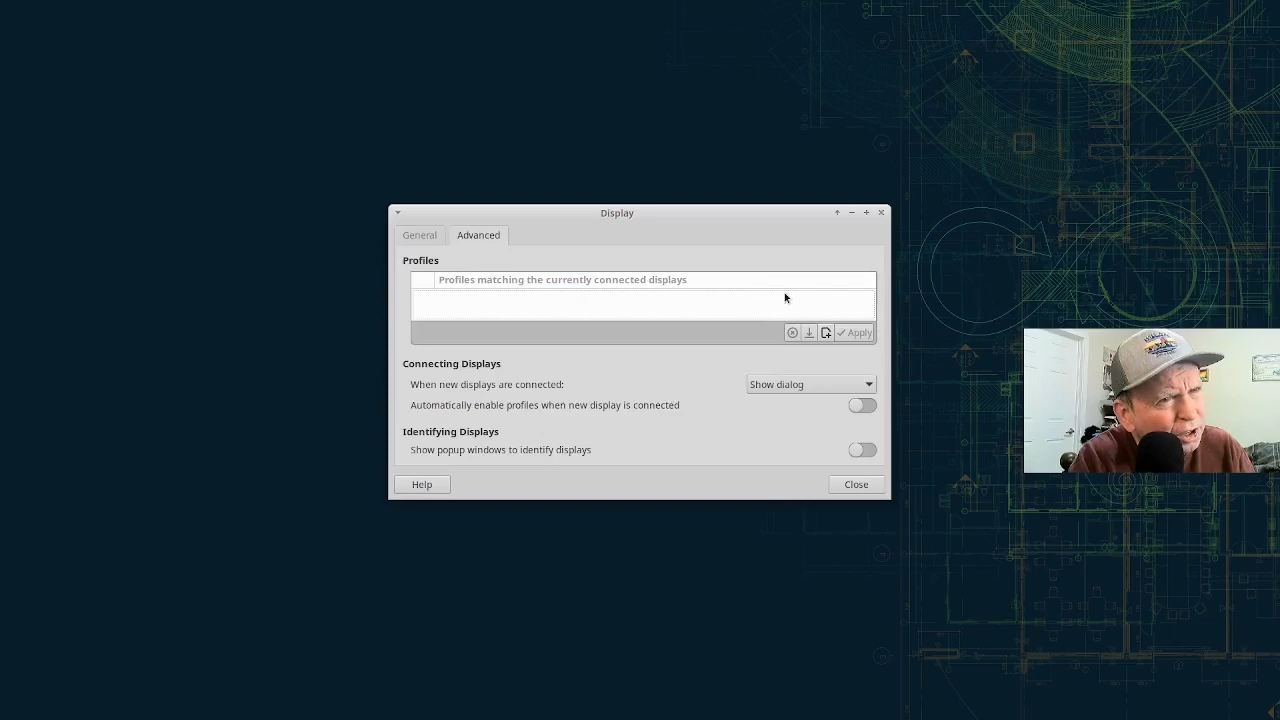 Display
General
Advanced
Profiles
Profiles matching the currently connected displays
Apply
Connecting Displays
When new displays are connected:
Show dialog
Automatically enable profiles when new display is connected
Identifying Displays
Show popup windows to identify displays
Help
Close